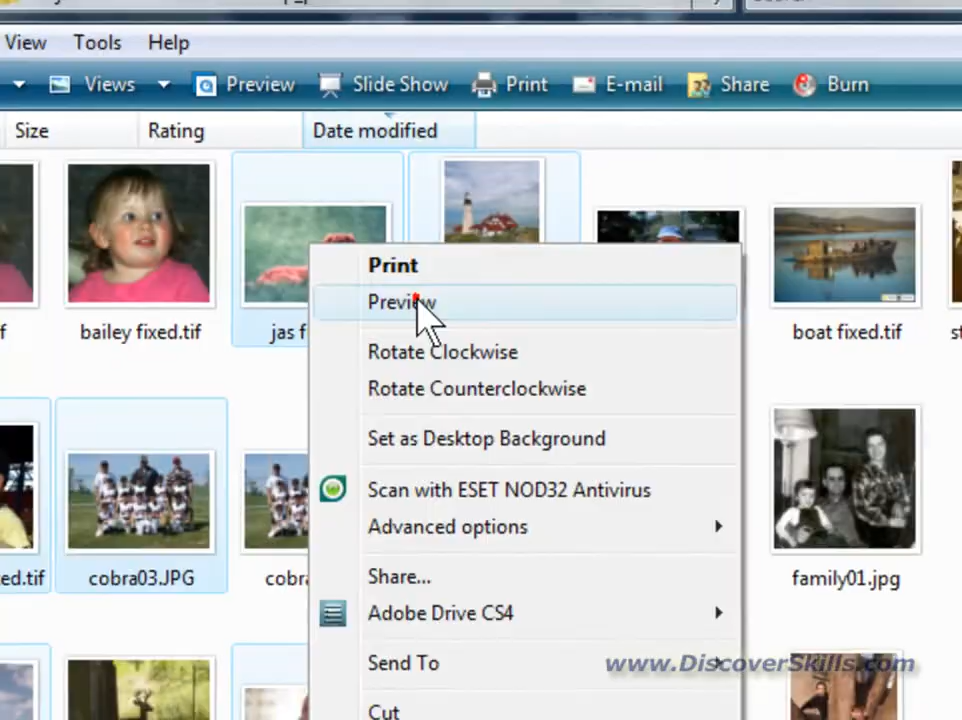 View Tools Help
Views Preview Slide Show Print E-mail Share Burn
Size Rating Date modified
bailey fixed.tif
jas f
boat fixed.tif
Print
Preview
Rotate Clockwise
Rotate Counterclockwise
Set as Desktop Background
Scan with ESET NOD32 Antivirus
Advanced options
ed.tif
cobra03.JPG
cobra
family01.jpg
Share...
Adobe Drive CS4
Send To
www.DiscoverSkills.com
Cut